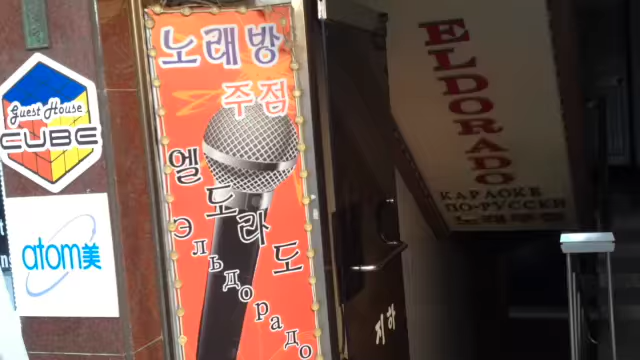 Guest House
CUBE
atom美
노래방
주점
엘도라도
Эльдорадо
ELDORADO
КАРАОКЕ
ПО-РУССКИ
지하